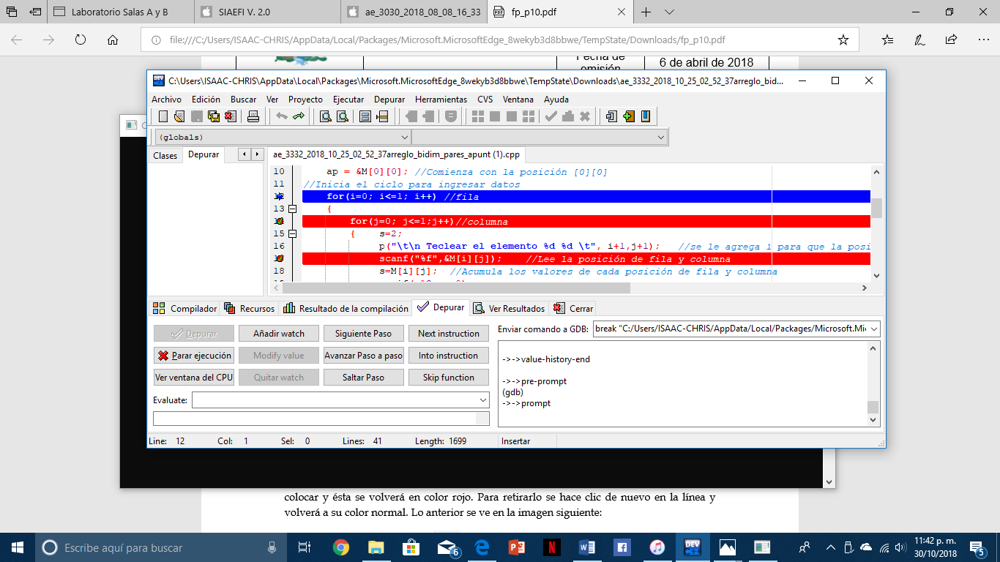 Laboratorio Salas A y B
SIAEFI V. 2.0
ae_3030_2018_08_08_16_33
fp_p10.pdf
file:///C:/Users/ISAAC-CHRIS/AppData/Local/Packages/Microsoft.MicrosoftEdge_8wekyb3d8bbwe/TempState/Downloads/fp_p10.pdf
Fecha de
emisión
6 de abril de 2018
C:\Users\ISAAC-CHRIS\AppData\Local\Packages\Microsoft.MicrosoftEdge_8wekyb3d8bbwe\TempState\Downloads\ae_3332_2018_10_25_02_52_37arreglo_bid...
Archivo Edición Buscar Ver Proyecto Ejecutar Depurar Herramientas CVS Ventana Ayuda
(globals)
Clases Depurar
ae_3332_2018_10_25_02_52_37arreglo_bidim_pares_apunt (1).cpp
10 ap = &M[0][0]; //Comienza con la posición [0][0]
11 //Inicia el ciclo para ingresar datos
for(i=0; i<=1; i++) //fila
13 {
for(j=0; j<=1;j++)//columna
15 { s=2;
16 p("\t\n Teclear el elemento %d %d \t", i+1,j+1); //se le agrega 1 para que la posi
scanf("%f",&M[i][j]); //Lee la posición de fila y columna
18 s=M[i][j]; //Acumula los valores de cada posición de fila y columna
Compilador Recursos Resultado de la compilación Depurar Ver Resultados Cerrar
Depurar Añadir watch Siguiente Paso Next instruction
Parar ejecución Modify value Avanzar Paso a paso Into instruction
Ver ventana del CPU Quitar watch Saltar Paso Skip function
Evaluate:
Enviar comando a GDB: break "C:/Users/ISAAC-CHRIS/AppData/Local/Packages/Microsoft.Mi
->->value-history-end
->->pre-prompt
(gdb)
->->prompt
Line: 12 Col: 1 Sel: 0 Lines: 41 Length: 1699 Insertar
colocar y ésta se volverá en color rojo. Para retirarlo se hace clic de nuevo en la línea y
volverá a su color normal. Lo anterior se ve en la imagen siguiente:
Escribe aquí para buscar
6
DEV
11:42 p. m.
30/10/2018
5